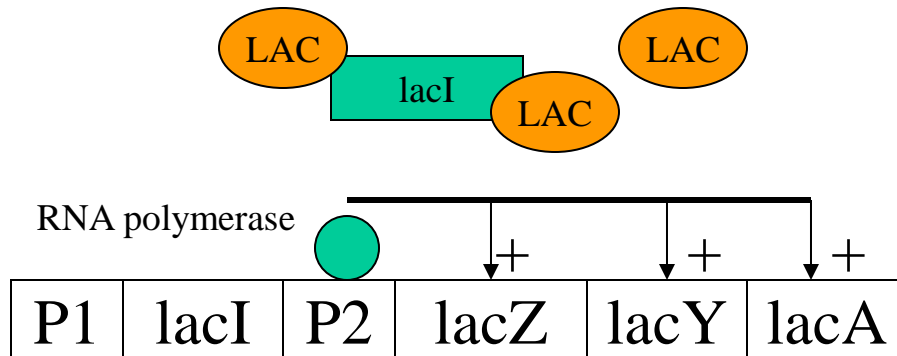 LAC LAC
lacI
LAC
RNA polymerase
+ + +
P1 lacI P2 lacZ lacY lacA